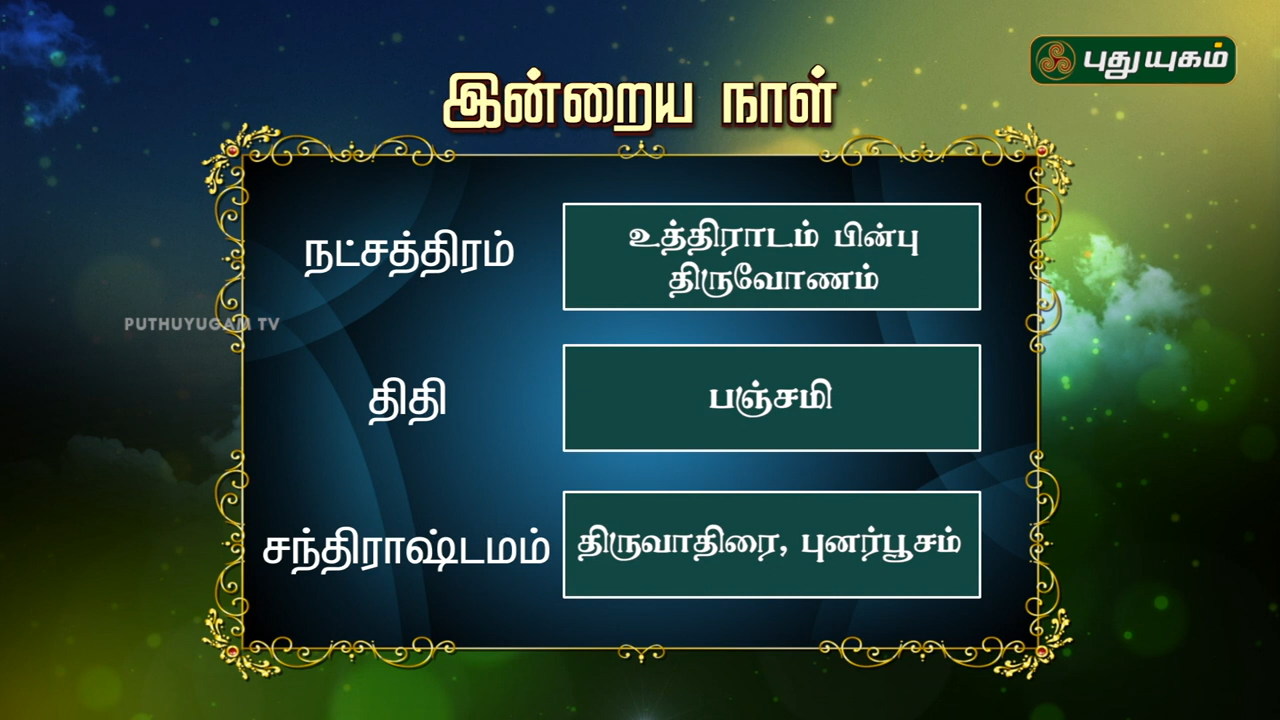 புதுயுகம்
இன்றைய நாள்
நட்சத்திரம்
உத்திராடம் பின்பு
திருவோணம்
PUTHUYUGAM TV
திதி
பஞ்சமி
சந்திராஷ்டமம்
திருவாதிரை, புனர்பூசம்